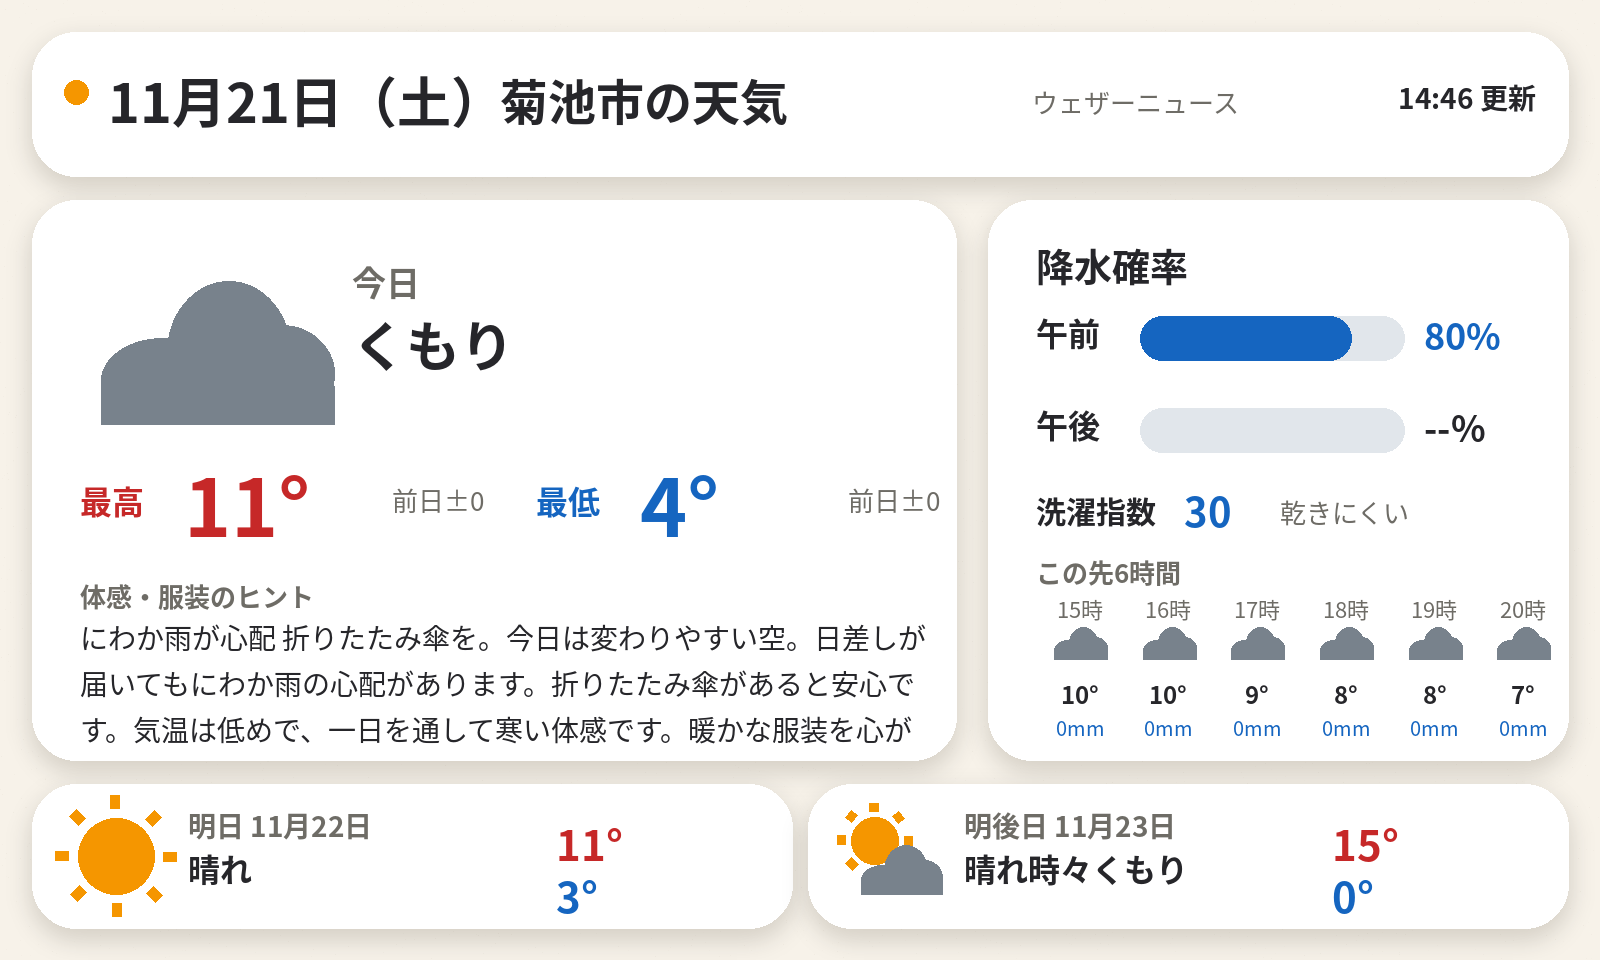 11月21日（土）菊池市の天気
ウェザーニュース
14:46 更新
今日
くもり
最高 11° 前日±0 最低 4° 前日±0
体感・服装のヒント
にわか雨が心配 折りたたみ傘を。今日は変わりやすい空。日差しが
届いてもにわか雨の心配があります。折りたたみ傘があると安心で
す。気温は低めで、一日を通して寒い体感です。暖かな服装を心が
降水確率
午前 80%
午後 --%
洗濯指数 30 乾きにくい
この先6時間
15時 16時 17時 18時 19時 20時
10° 10° 9° 8° 8° 7°
0mm 0mm 0mm 0mm 0mm 0mm
明日 11月22日
晴れ
11°
3°
明後日 11月23日
晴れ時々くもり
15°
0°